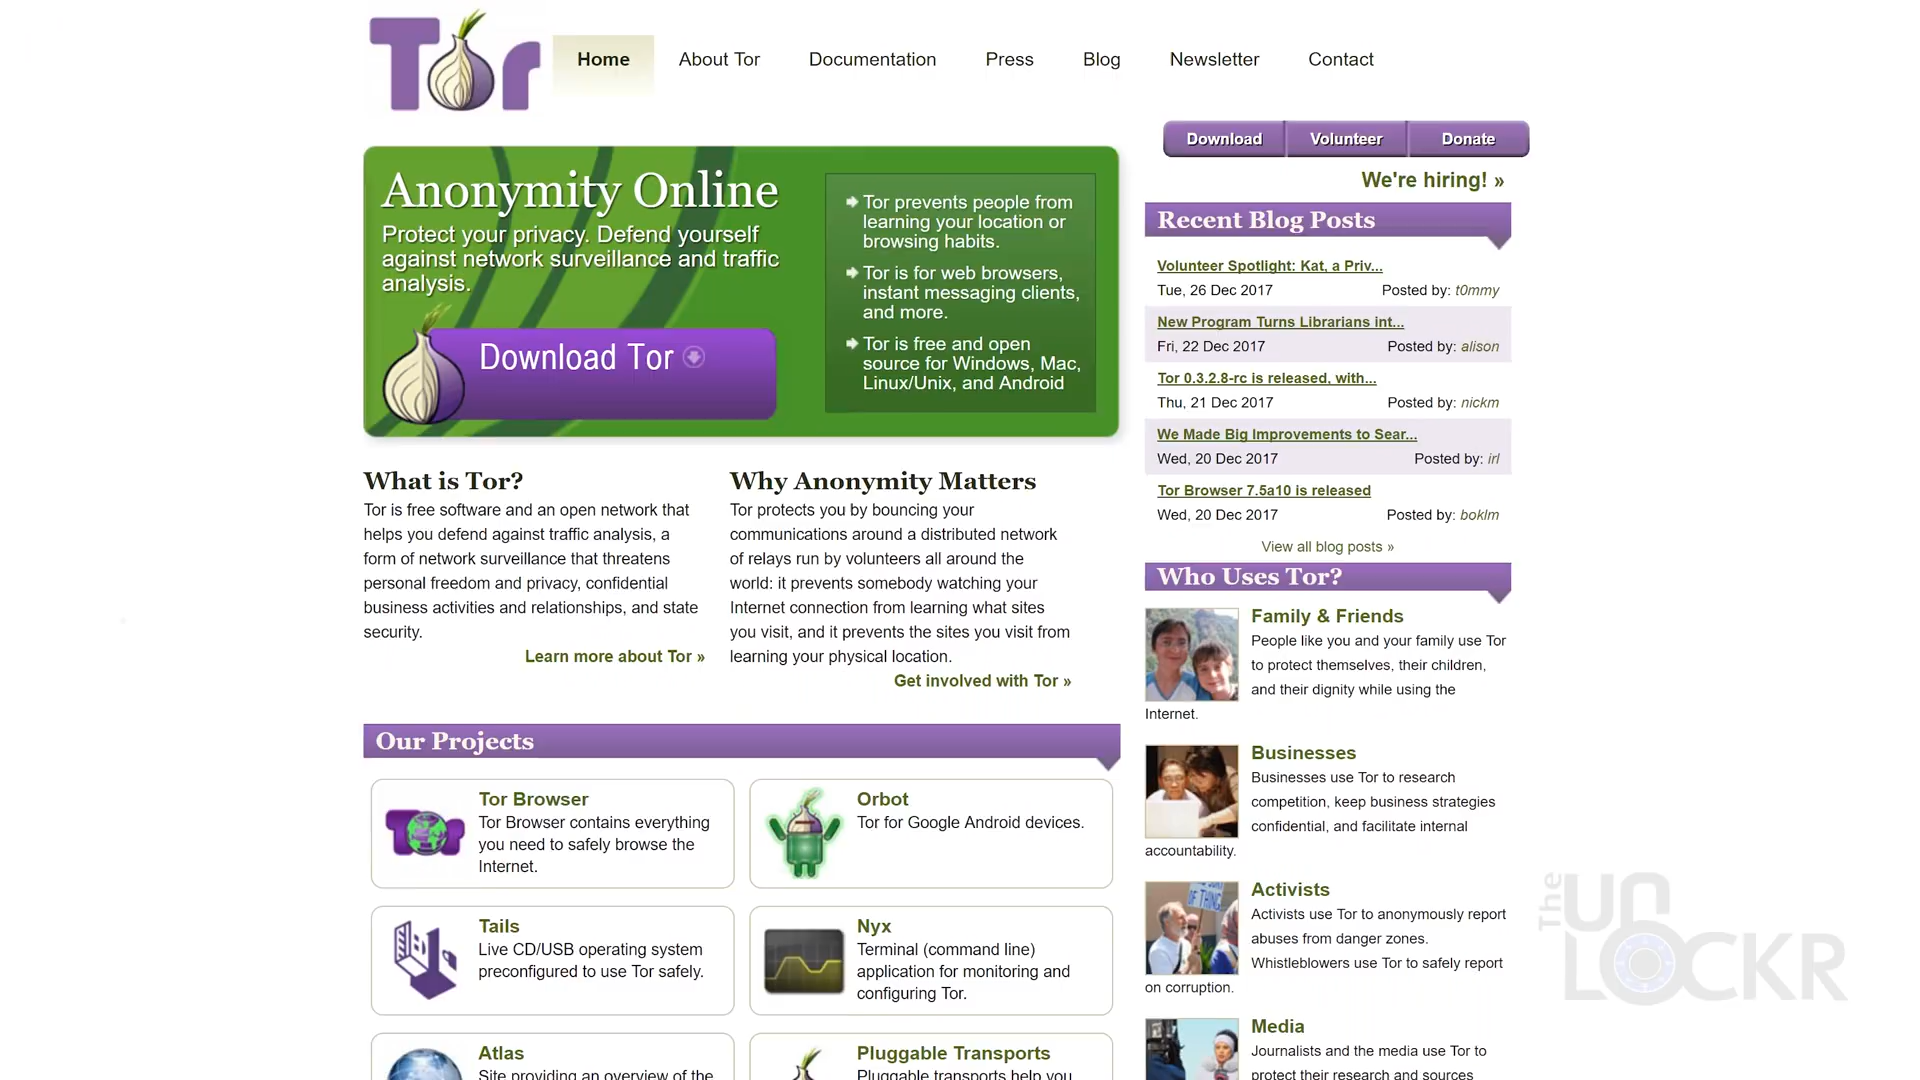 Tor
Home
About Tor
Documentation
Press
Blog
Newsletter
Contact
Download
Volunteer
Donate
We're hiring! »
Anonymity Online
Protect your privacy. Defend yourself
against network surveillance and traffic
analysis.
Download Tor
Tor prevents people from
learning your location or
browsing habits.
Tor is for web browsers,
instant messaging clients,
and more.
Tor is free and open
source for Windows, Mac,
Linux/Unix, and Android
What is Tor?
Tor is free software and an open network that
helps you defend against traffic analysis, a
form of network surveillance that threatens
personal freedom and privacy, confidential
business activities and relationships, and state
security.
Learn more about Tor »
Why Anonymity Matters
Tor protects you by bouncing your
communications around a distributed network
of relays run by volunteers all around the
world: it prevents somebody watching your
Internet connection from learning what sites
you visit, and it prevents the sites you visit from
learning your physical location.
Get involved with Tor »
Our Projects
Tor
Tor Browser
Tor Browser contains everything
you need to safely browse the
Internet.
Orbot
Tor for Google Android devices.
Tails
Live CD/USB operating system
preconfigured to use Tor safely.
Nyx
Terminal (command line)
application for monitoring and
configuring Tor.
Atlas
Site providing an overview of the
Pluggable Transports
Pluggable transports help you
Recent Blog Posts
Volunteer Spotlight: Kat, a Priv...
Tue, 26 Dec 2017 Posted by: t0mmy
New Program Turns Librarians int...
Fri, 22 Dec 2017 Posted by: alison
Tor 0.3.2.8-rc is released, with...
Thu, 21 Dec 2017 Posted by: nickm
We Made Big Improvements to Sear...
Wed, 20 Dec 2017 Posted by: irl
Tor Browser 7.5a10 is released
Wed, 20 Dec 2017 Posted by: boklm
View all blog posts »
Who Uses Tor?
Family & Friends
People like you and your family use Tor
to protect themselves, their children,
and their dignity while using the
Internet.
Businesses
Businesses use Tor to research
competition, keep business strategies
confidential, and facilitate internal
accountability.
OF THINGS
Activists
Activists use Tor to anonymously report
abuses from danger zones.
Whistleblowers use Tor to safely report
on corruption.
Media
Journalists and the media use Tor to
protect their research and sources
The
UN
LOCKR